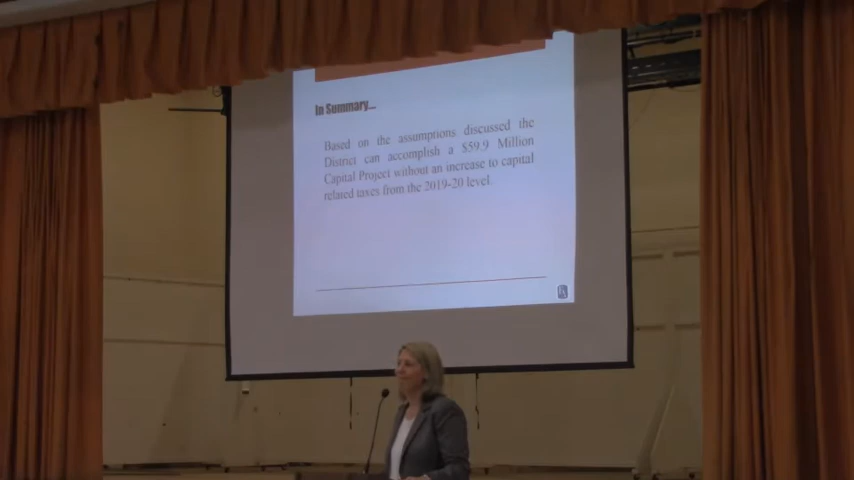 In Summary...
Based on the assumptions discussed the
District can accomplish a $59.9 Million
Capital Project without an increase to capital
related taxes from the 2019-20 level.